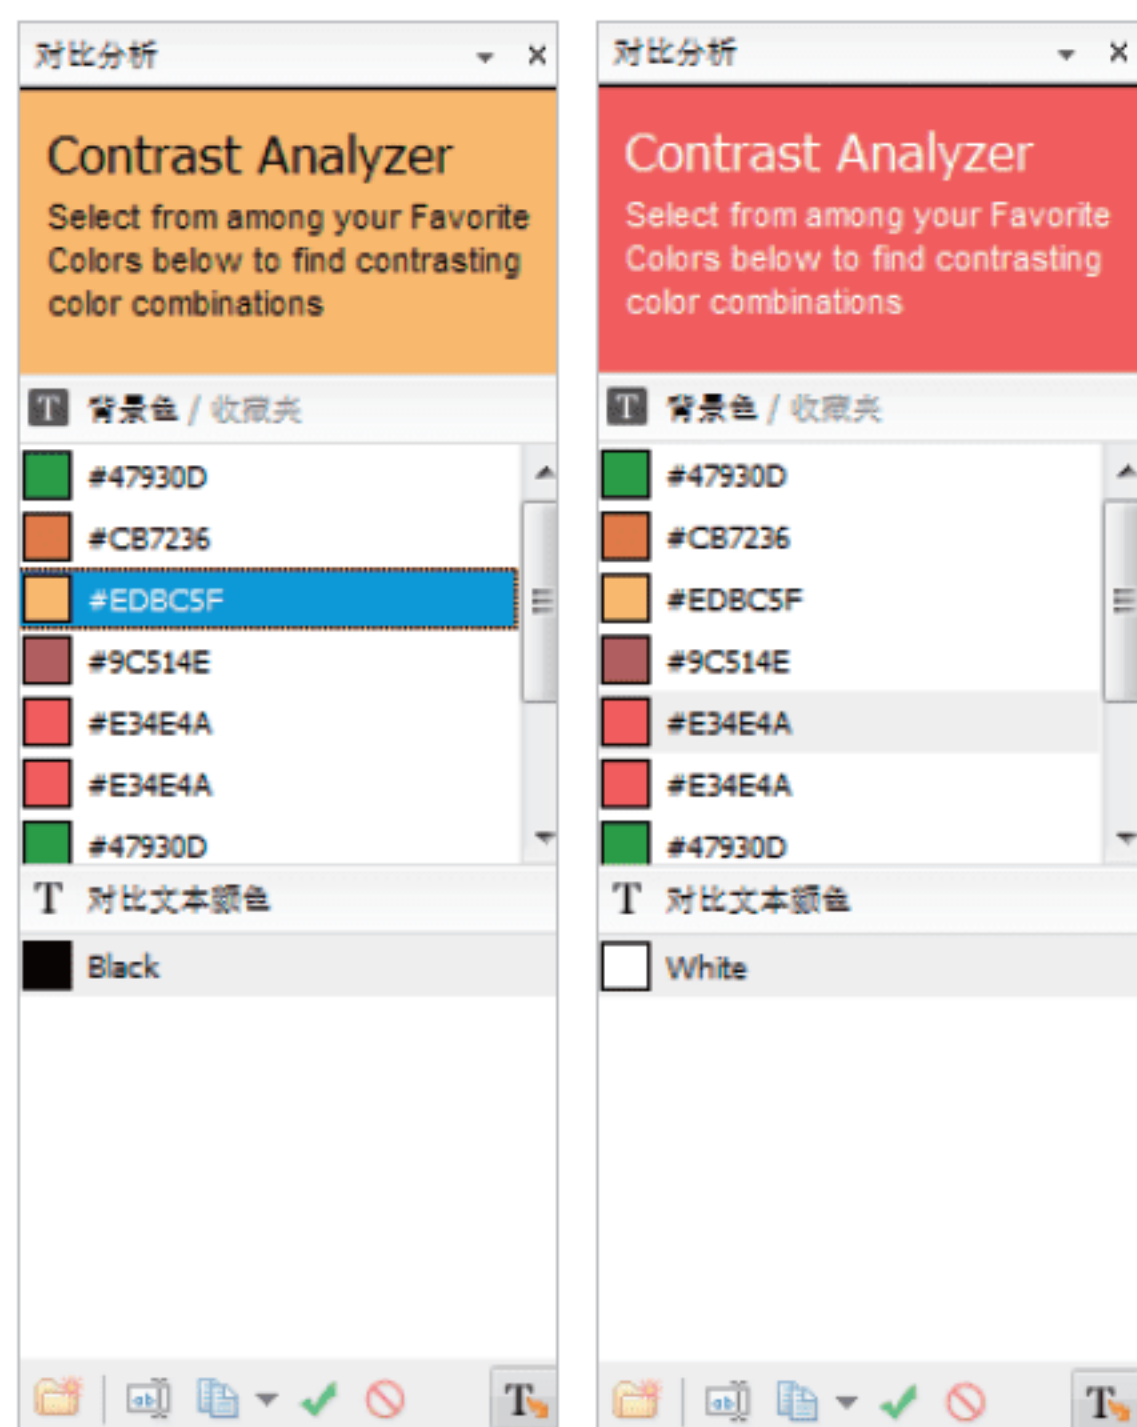 对比分析
Contrast Analyzer
Select from among your Favorite
Colors below to find contrasting
color combinations
T 背景色 / 收藏夹
#47930D
#CB7236
#EDBC5F
#9C514E
#E34E4A
#E34E4A
#47930D
T 对比文本颜色
Black
ab
T
对比分析
Contrast Analyzer
Select from among your Favorite
Colors below to find contrasting
color combinations
T 背景色 / 收藏夹
#47930D
#CB7236
#EDBC5F
#9C514E
#E34E4A
#E34E4A
#47930D
T 对比文本颜色
White
ab
T